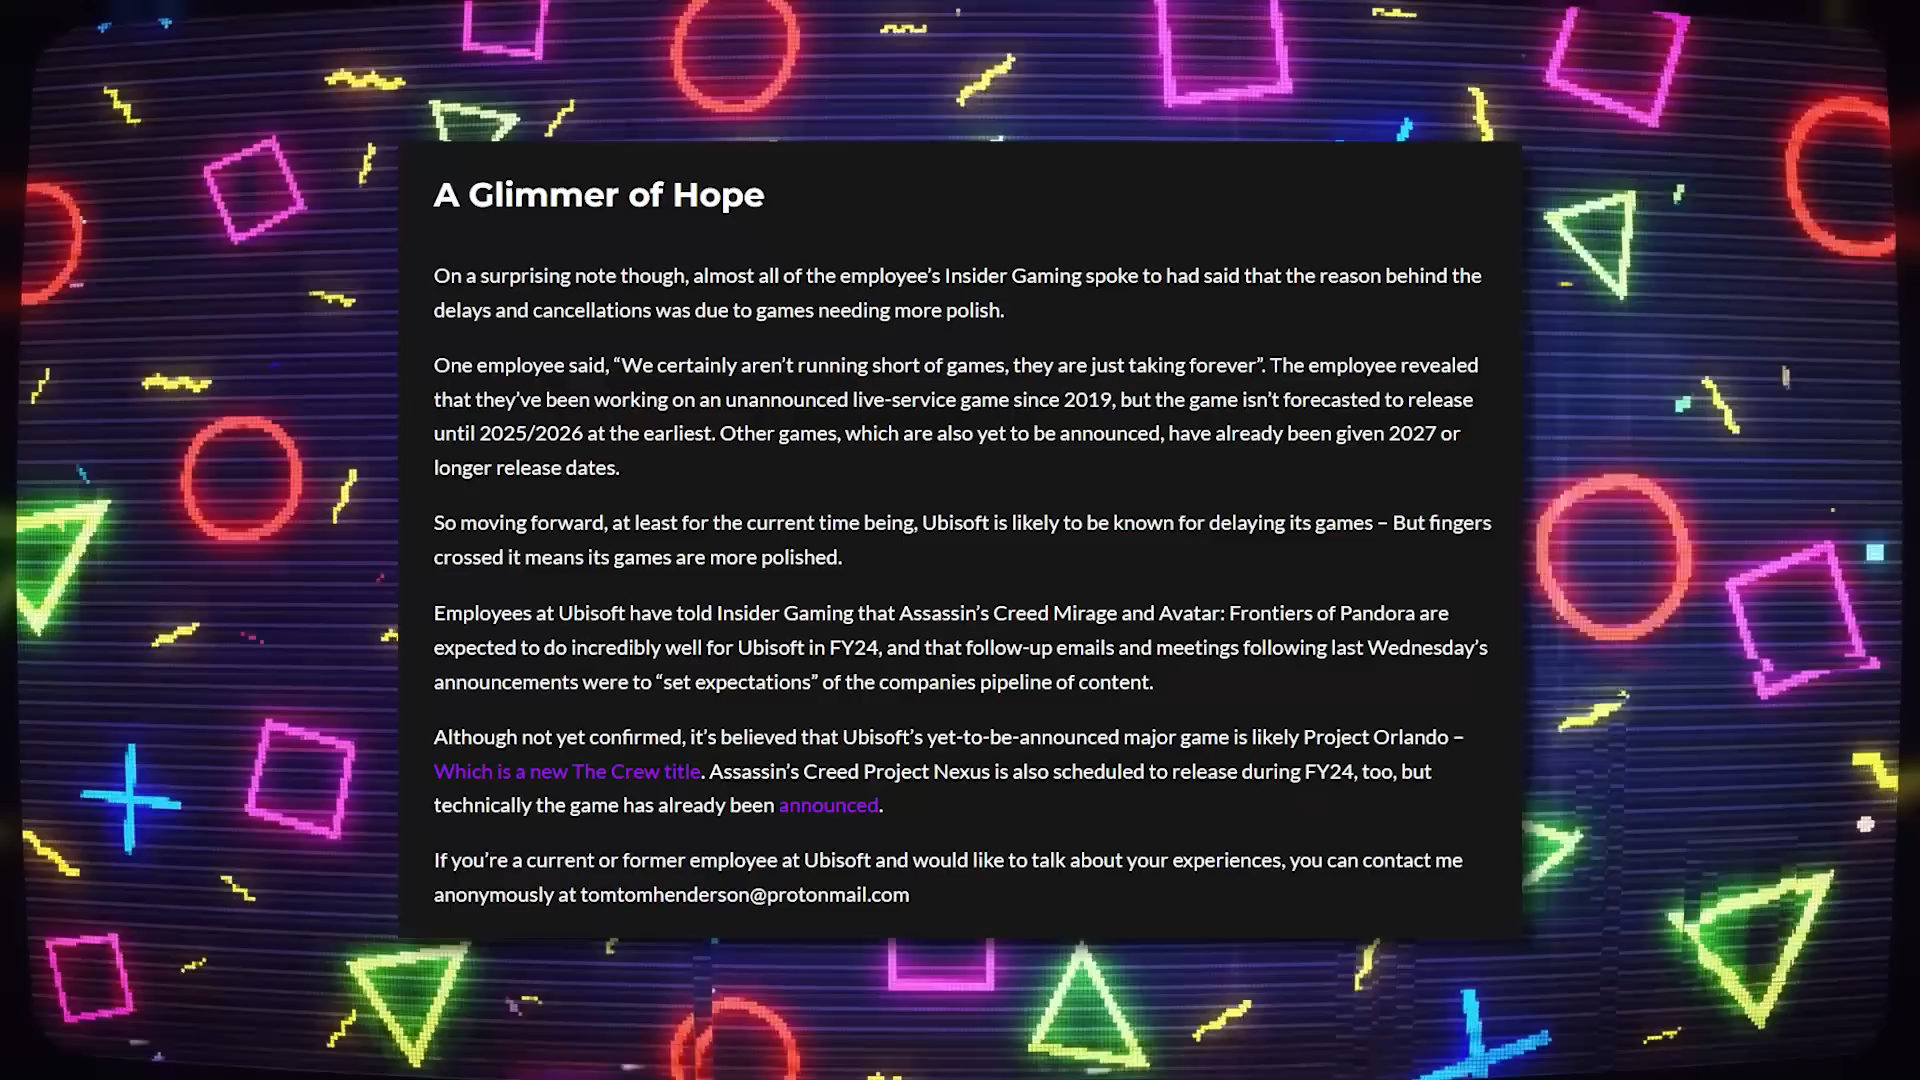 A Glimmer of Hope
On a surprising note though, almost all of the employee’s Insider Gaming spoke to had said that the reason behind the
delays and cancellations was due to games needing more polish.
One employee said, “We certainly aren’t running short of games, they are just taking forever”. The employee revealed
that they’ve been working on an unannounced live-service game since 2019, but the game isn’t forecasted to release
until 2025/2026 at the earliest. Other games, which are also yet to be announced, have already been given 2027 or
longer release dates.
So moving forward, at least for the current time being, Ubisoft is likely to be known for delaying its games – But fingers
crossed it means its games are more polished.
Employees at Ubisoft have told Insider Gaming that Assassin’s Creed Mirage and Avatar: Frontiers of Pandora are
expected to do incredibly well for Ubisoft in FY24, and that follow-up emails and meetings following last Wednesday’s
announcements were to “set expectations” of the companies pipeline of content.
Although not yet confirmed, it’s believed that Ubisoft’s yet-to-be-announced major game is likely Project Orlando –
Which is a new The Crew title. Assassin’s Creed Project Nexus is also scheduled to release during FY24, too, but
technically the game has already been announced.
If you’re a current or former employee at Ubisoft and would like to talk about your experiences, you can contact me
anonymously at tomtomhenderson@protonmail.com